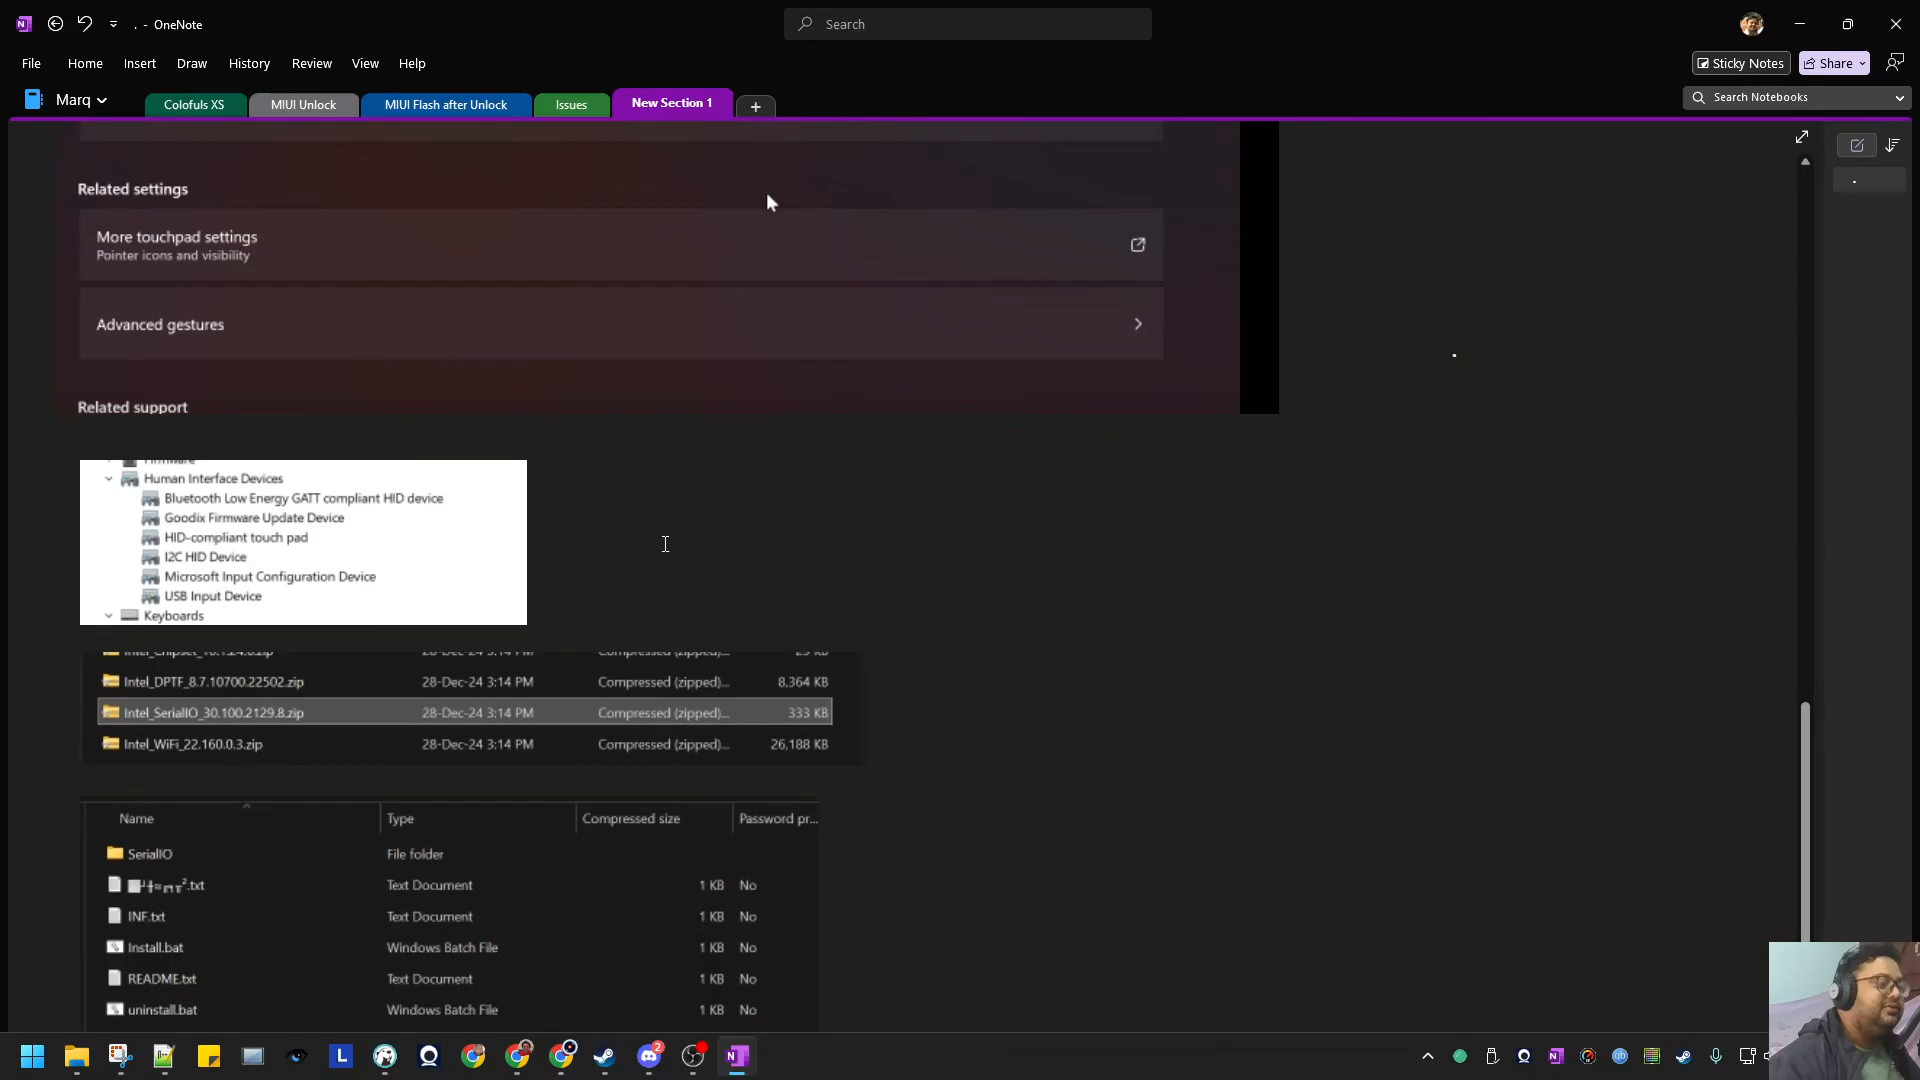 . - OneNote
Search
File Home Insert Draw History Review View Help
Sticky Notes
Share
Marq
Colofuls XS
MIUI Unlock
MIUI Flash after Unlock
Issues
New Section 1
+
Search Notebooks
Related settings
More touchpad settings
Pointer icons and visibility
Advanced gestures
Related support
Firmware
Human Interface Devices
Bluetooth Low Energy GATT compliant HID device
Goodix Firmware Update Device
HID-compliant touch pad
I2C HID Device
Microsoft Input Configuration Device
USB Input Device
Keyboards
Intel_DPTF_8.7.10700.22502.zip 28-Dec-24 3:14 PM Compressed (zipped)... 8,364 KB
Intel_SerialIO_30.100.2129.8.zip 28-Dec-24 3:14 PM Compressed (zipped)... 333 KB
Intel_WiFi_22.160.0.3.zip 28-Dec-24 3:14 PM Compressed (zipped)... 26,188 KB
Name Type Compressed size Password pr...
SerialIO File folder
.txt Text Document 1 KB No
INF.txt Text Document 1 KB No
Install.bat Windows Batch File 1 KB No
README.txt Text Document 1 KB No
uninstall.bat Windows Batch File 1 KB No
L
2
qb